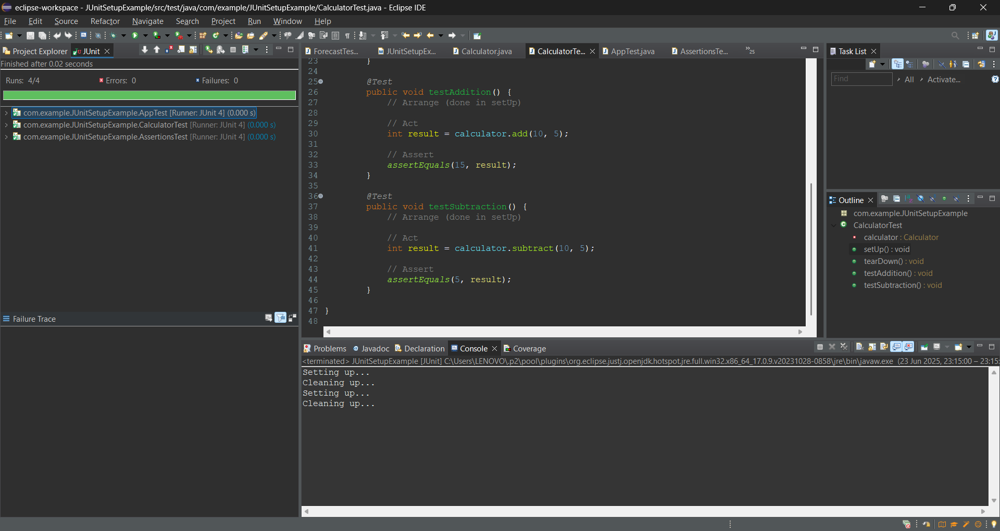 eclipse-workspace - JUnitSetupExample/src/test/java/com/example/JUnitSetupExample/CalculatorTest.java - Eclipse IDE
File Edit Source Refactor Navigate Search Project Run Window Help
Project Explorer JUnit
Finished after 0.02 seconds
Runs: 4/4 Errors: 0 Failures: 0
com.example.JUnitSetupExample.AppTest [Runner: JUnit 4] (0.000 s)
com.example.JUnitSetupExample.CalculatorTest [Runner: JUnit 4] (0.000 s)
com.example.JUnitSetupExample.AssertionsTest [Runner: JUnit 4] (0.000 s)
Failure Trace
ForecastTes... JUnitSetupEx... Calculator.java CalculatorTe... AppTest.java AssertionsTe... »25
23 }
24
25 @Test
26 public void testAddition() {
27 // Arrange (done in setUp)
28
29 // Act
30 int result = calculator.add(10, 5);
31
32 // Assert
33 assertEquals(15, result);
34 }
35
36 @Test
37 public void testSubtraction() {
38 // Arrange (done in setUp)
39
40 // Act
41 int result = calculator.subtract(10, 5);
42
43 // Assert
44 assertEquals(5, result);
45 }
46
47 }
48
Task List
Find All Activate...
Outline
com.example.JUnitSetupExample
CalculatorTest
calculator : Calculator
setUp() : void
tearDown() : void
testAddition() : void
testSubtraction() : void
Problems @ Javadoc Declaration Console Coverage
<terminated> JUnitSetupExample [JUnit] C:\Users\LENOVO\.p2\pool\plugins\org.eclipse.justj.openjdk.hotspot.jre.full.win32.x86_64_17.0.9.v20231028-0858\jre\bin\javaw.exe (23 Jun 2025, 23:15:00 – 23:15:
Setting up...
Cleaning up...
Setting up...
Cleaning up...